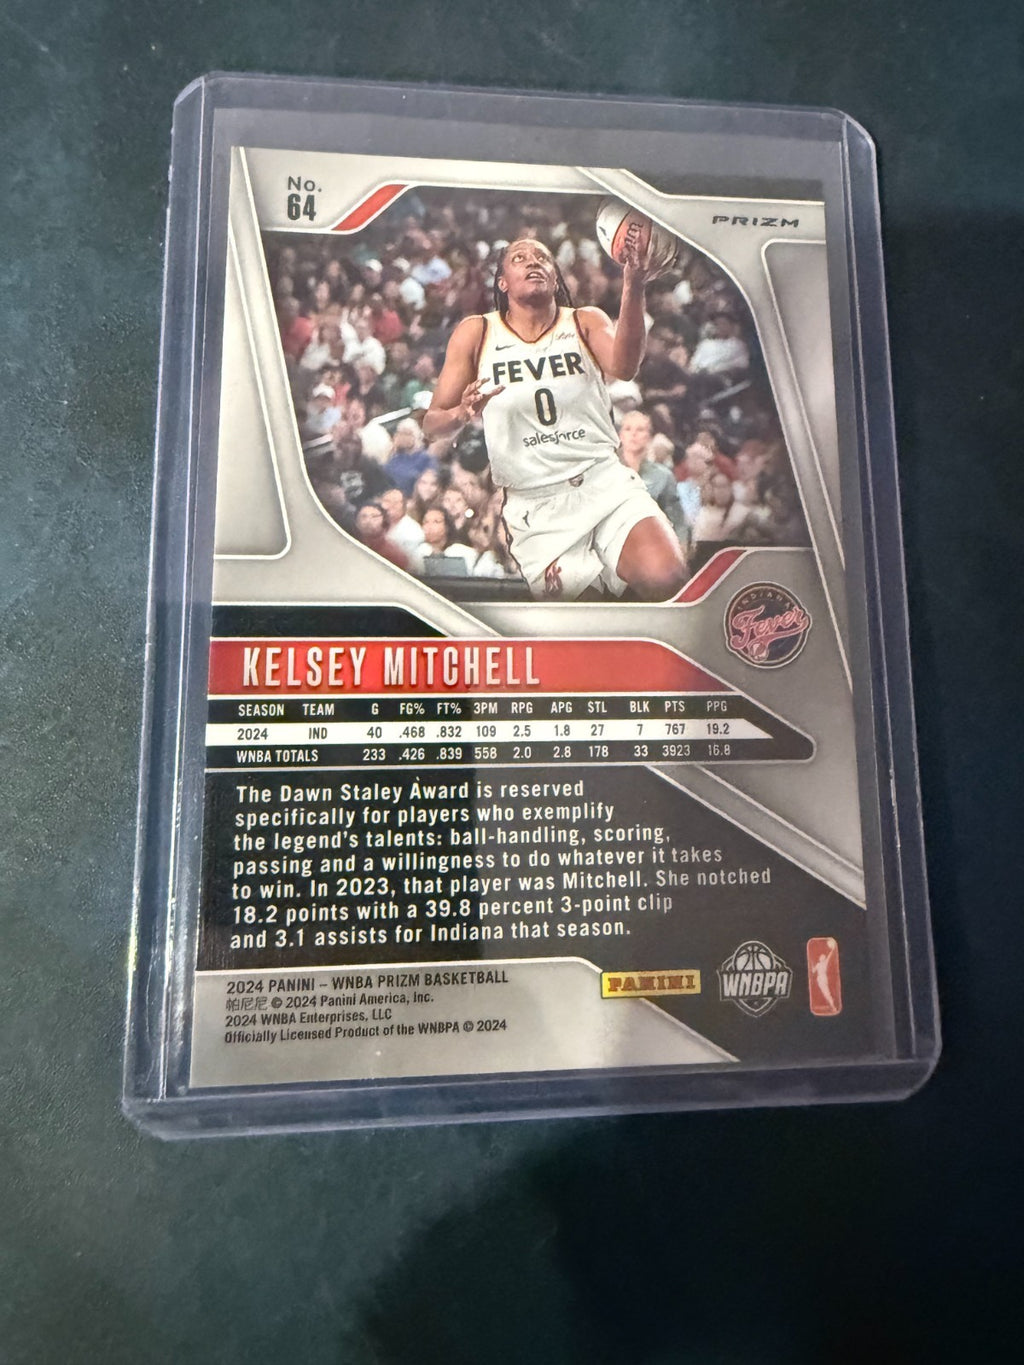 No.
64
PRIZM
FEVER
0
salesforce
INDIANA
Fever
KELSEY MITCHELL
SEASON TEAM G FG% FT% 3PM RPG APG STL BLK PTS PPG
2024 IND 40 .468 .832 109 2.5 1.8 27 7 767 19.2
WNBA TOTALS 233 .426 .839 558 2.0 2.8 178 33 3923 16.8
The Dawn Staley Award is reserved
specifically for players who exemplify
the legend's talents: ball-handling, scoring,
passing and a willingness to do whatever it takes
to win. In 2023, that player was Mitchell. She notched
18.2 points with a 39.8 percent 3-point clip
and 3.1 assists for Indiana that season.
2024 PANINI – WNBA PRIZM BASKETBALL
帕尼尼 © 2024 Panini America, Inc.
2024 WNBA Enterprises, LLC
Officially Licensed Product of the WNBPA © 2024
PANINI
WNBPA